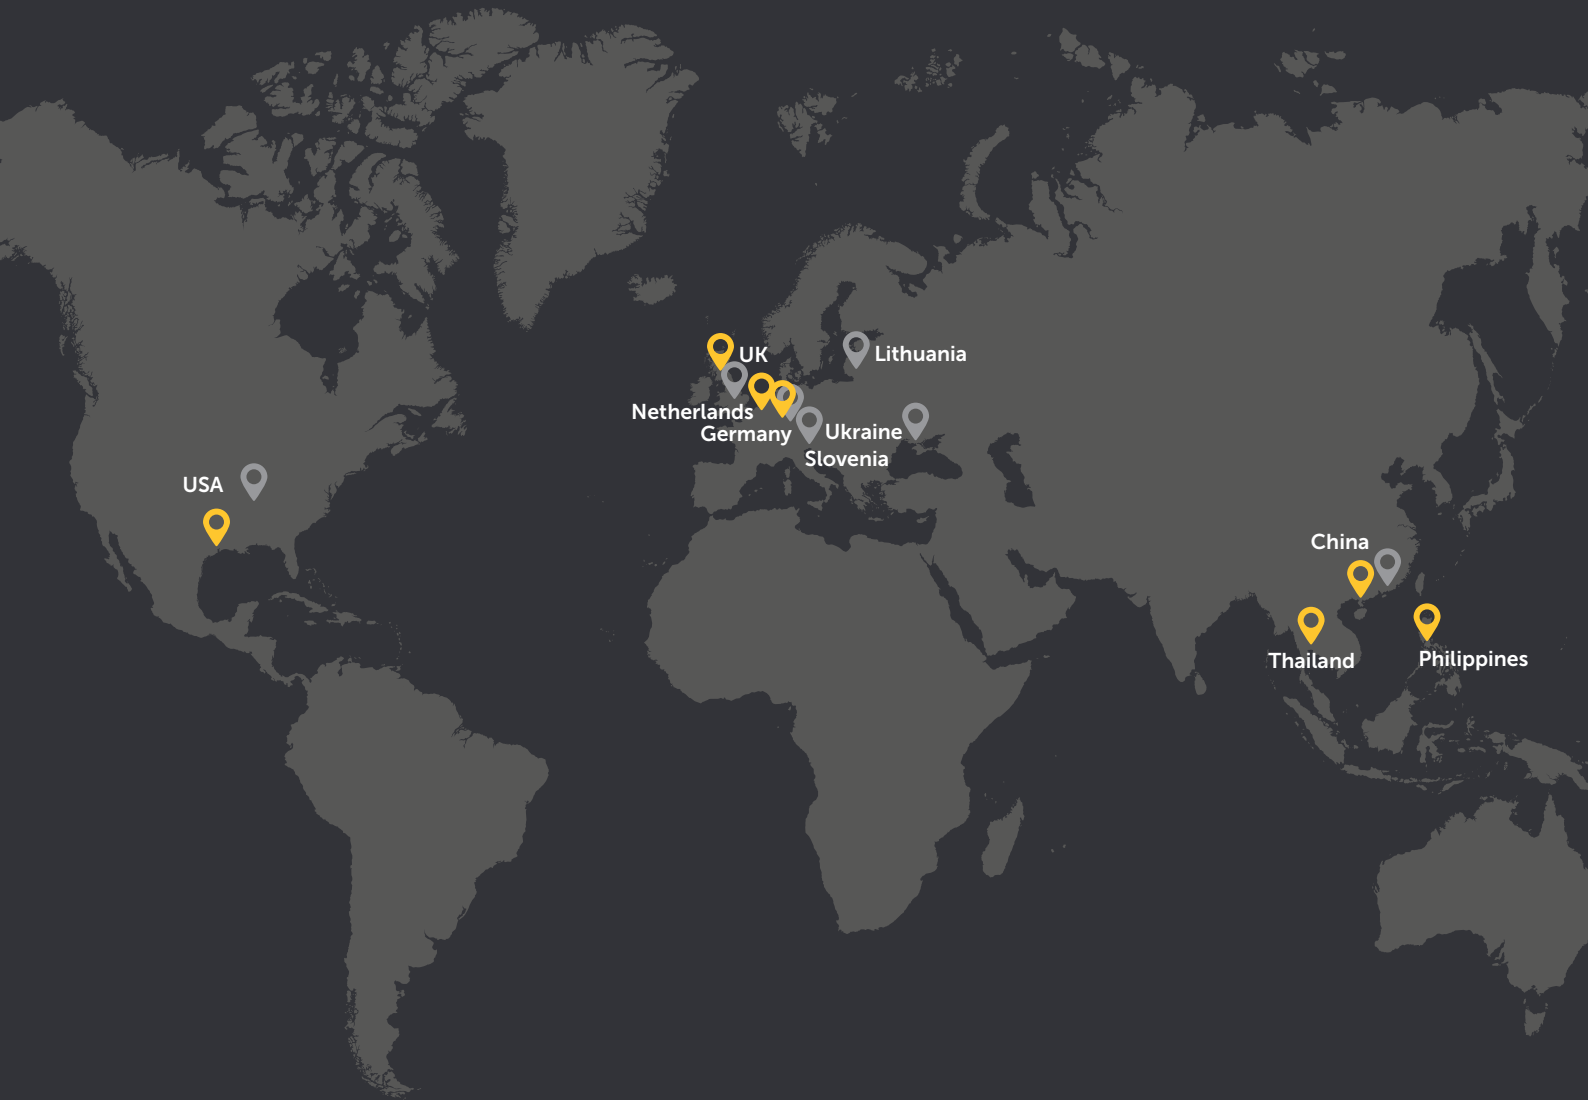 UK
Lithuania
Netherlands
Germany
Ukraine
Slovenia
USA
China
Thailand
Philippines